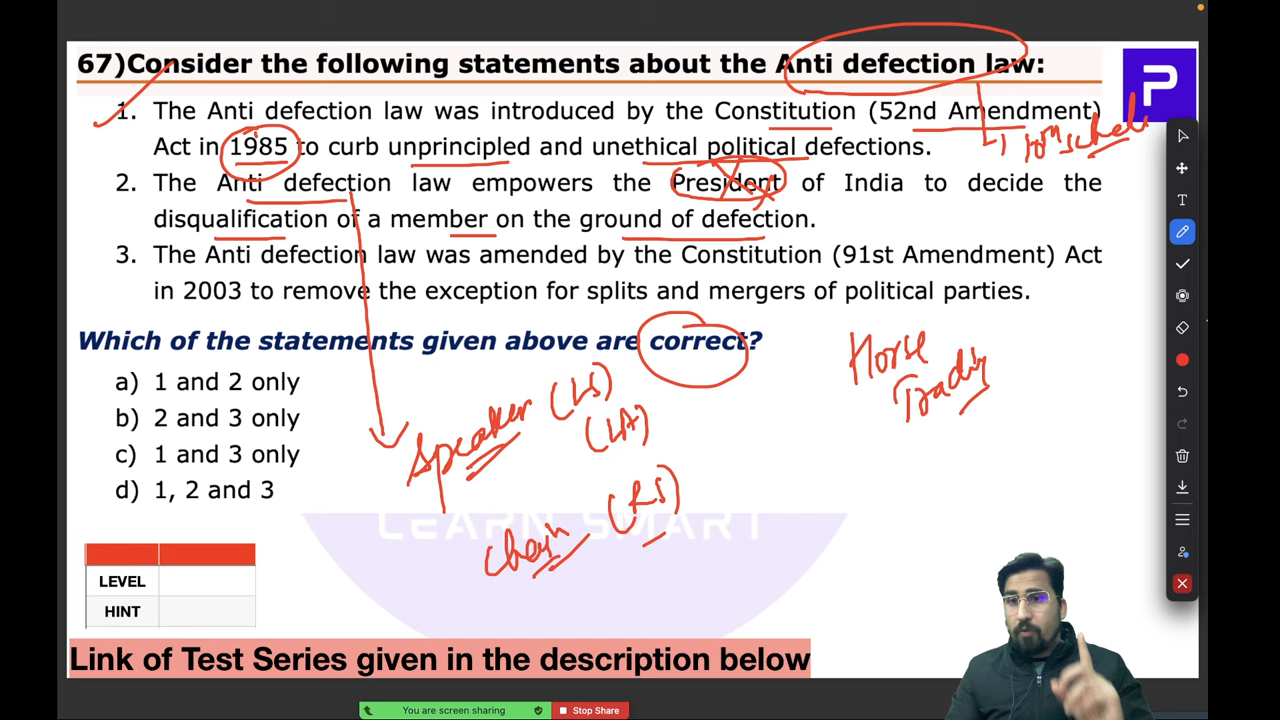 67)Consider the following statements about the Anti defection law:
1. The Anti defection law was introduced by the Constitution (52nd Amendment)
Act in 1985 to curb unprincipled and unethical political defections.
10th sched
2. The Anti defection law empowers the President of India to decide the
disqualification of a member on the ground of defection.
3. The Anti defection law was amended by the Constitution (91st Amendment) Act
in 2003 to remove the exception for splits and mergers of political parties.
Which of the statements given above are correct?
Horse
Trading
a) 1 and 2 only
b) 2 and 3 only
c) 1 and 3 only
d) 1, 2 and 3
Speaker (LS)
(LA)
(RS)
LEARN SMART
LEVEL
HINT
Link of Test Series given in the description below
You are screen sharing
Stop Share
P
T